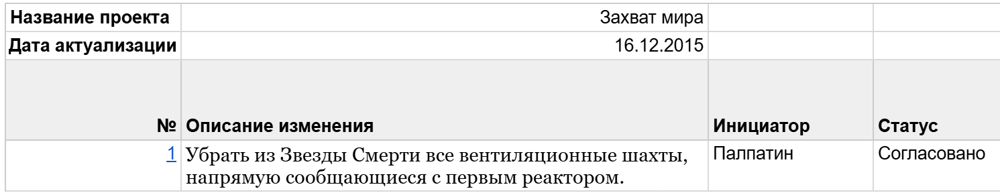 Название проекта Захват мира
Дата актуализации 16.12.2015
№ Описание изменения Инициатор Статус
1 Убрать из Звезды Смерти все вентиляционные шахты, Палпатин Согласовано
напрямую сообщающиеся с первым реактором.